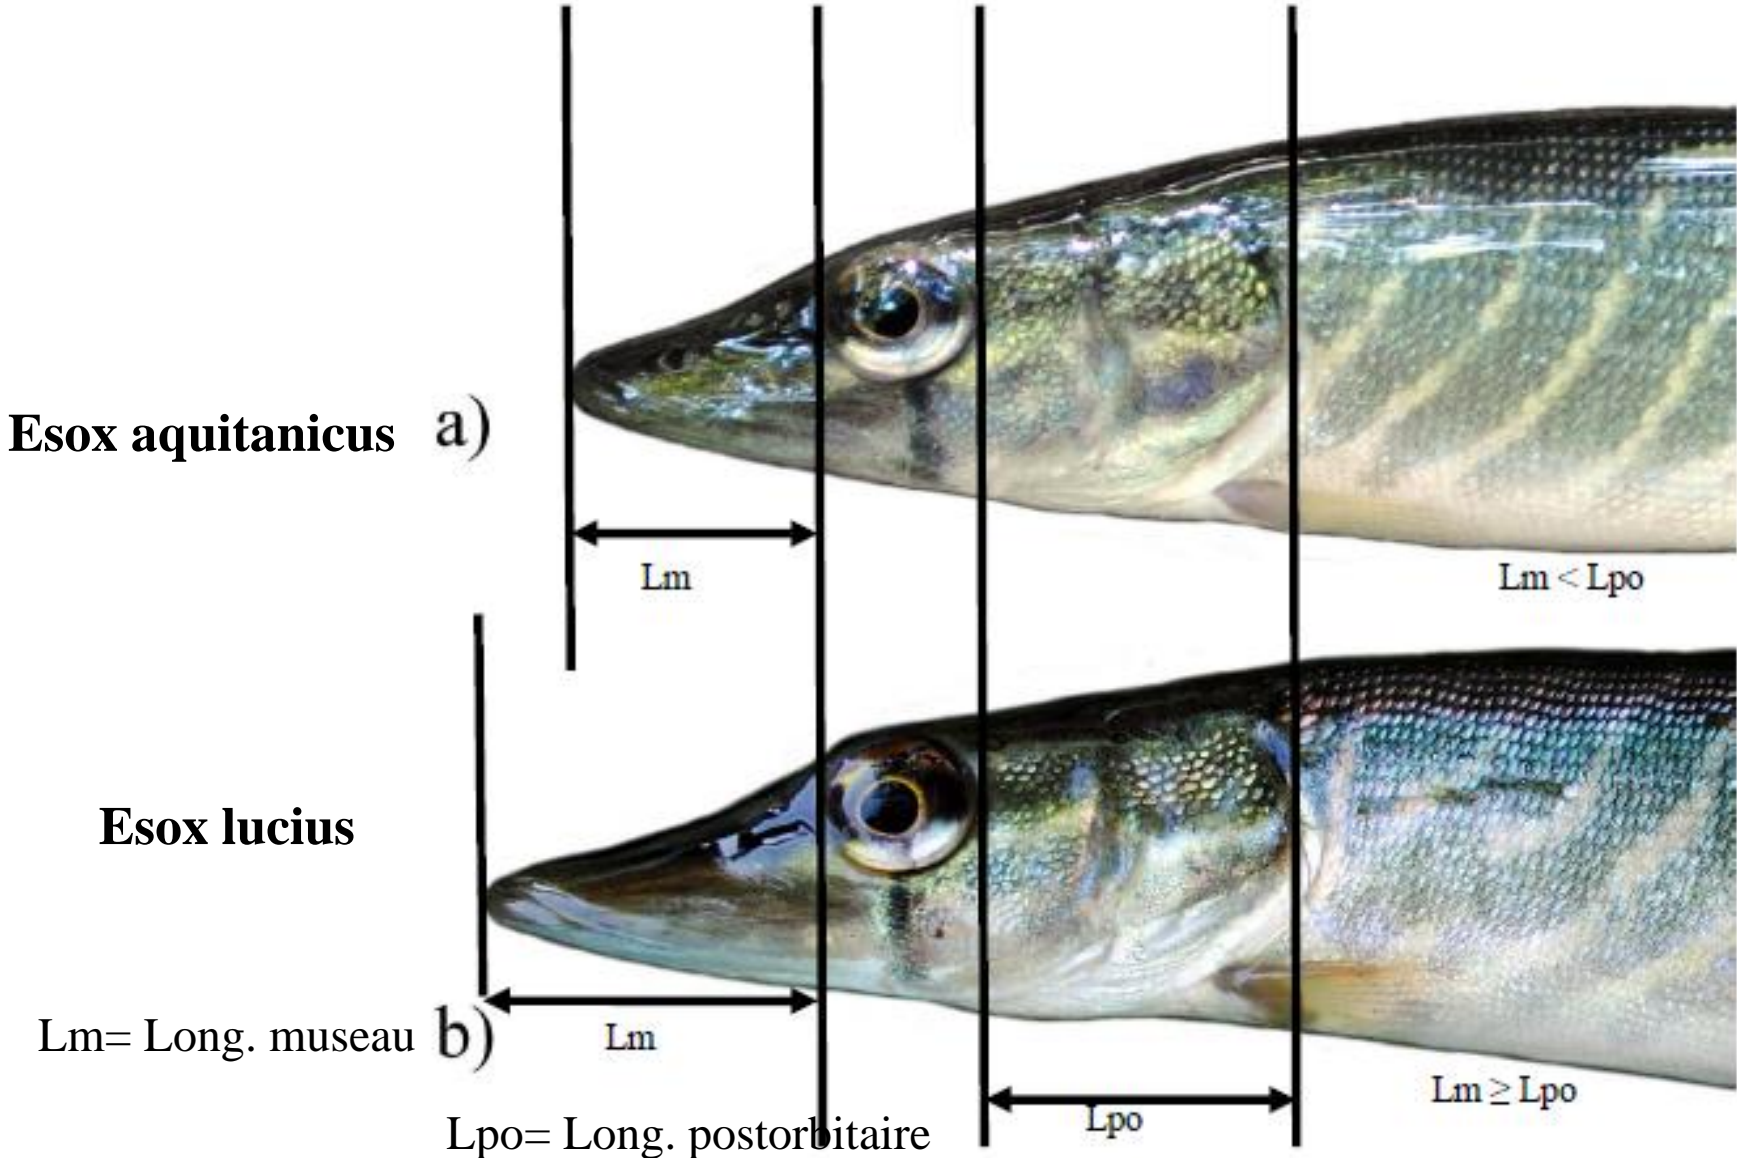 Esox aquitanicus a)
Lm
Lm < Lpo
Esox lucius
Lm= Long. museau b)
Lm
Lm ≥ Lpo
Lpo
Lpo= Long. postorbitaire